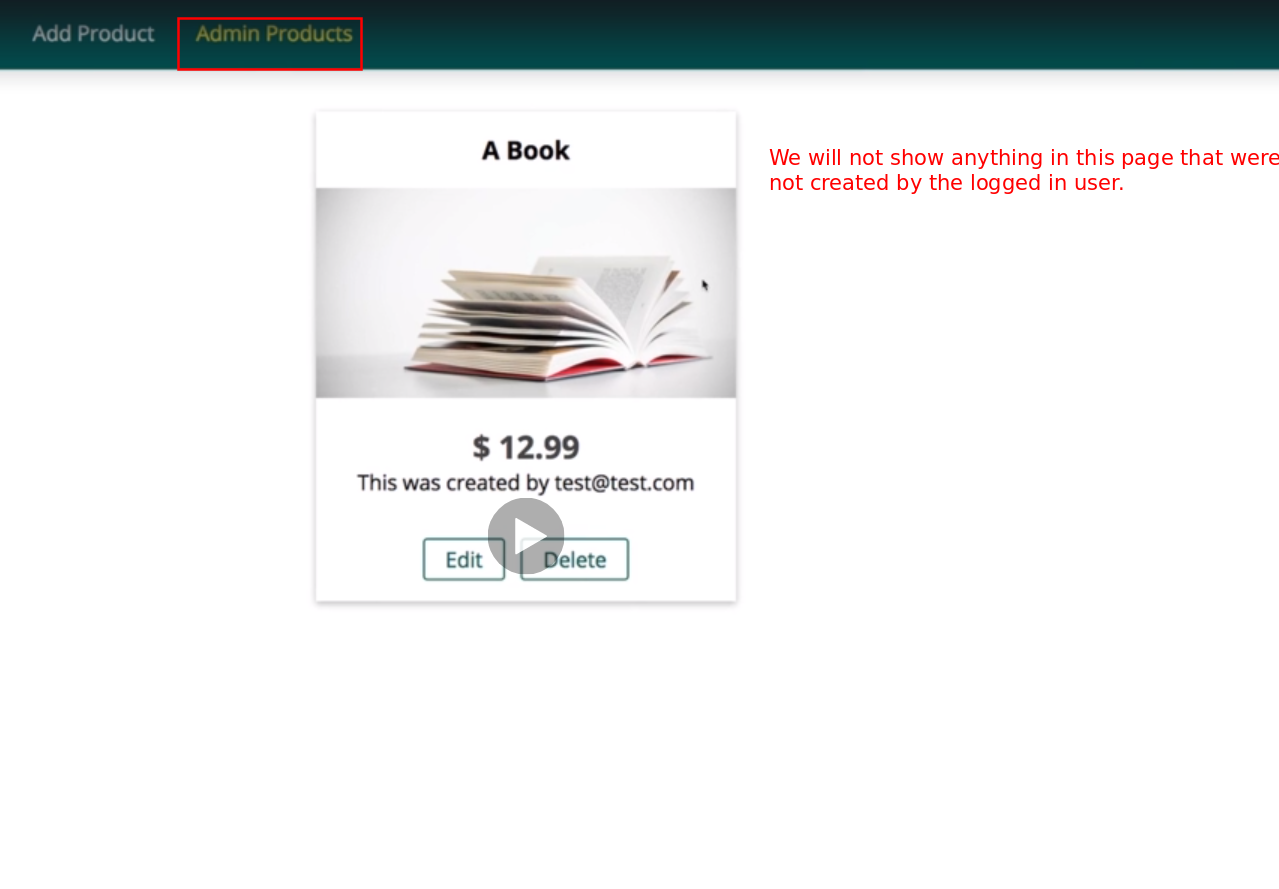 Add Product Admin Products
A Book
We will not show anything in this page that were
not created by the logged in user.
$ 12.99
This was created by test@test.com
Edit Delete